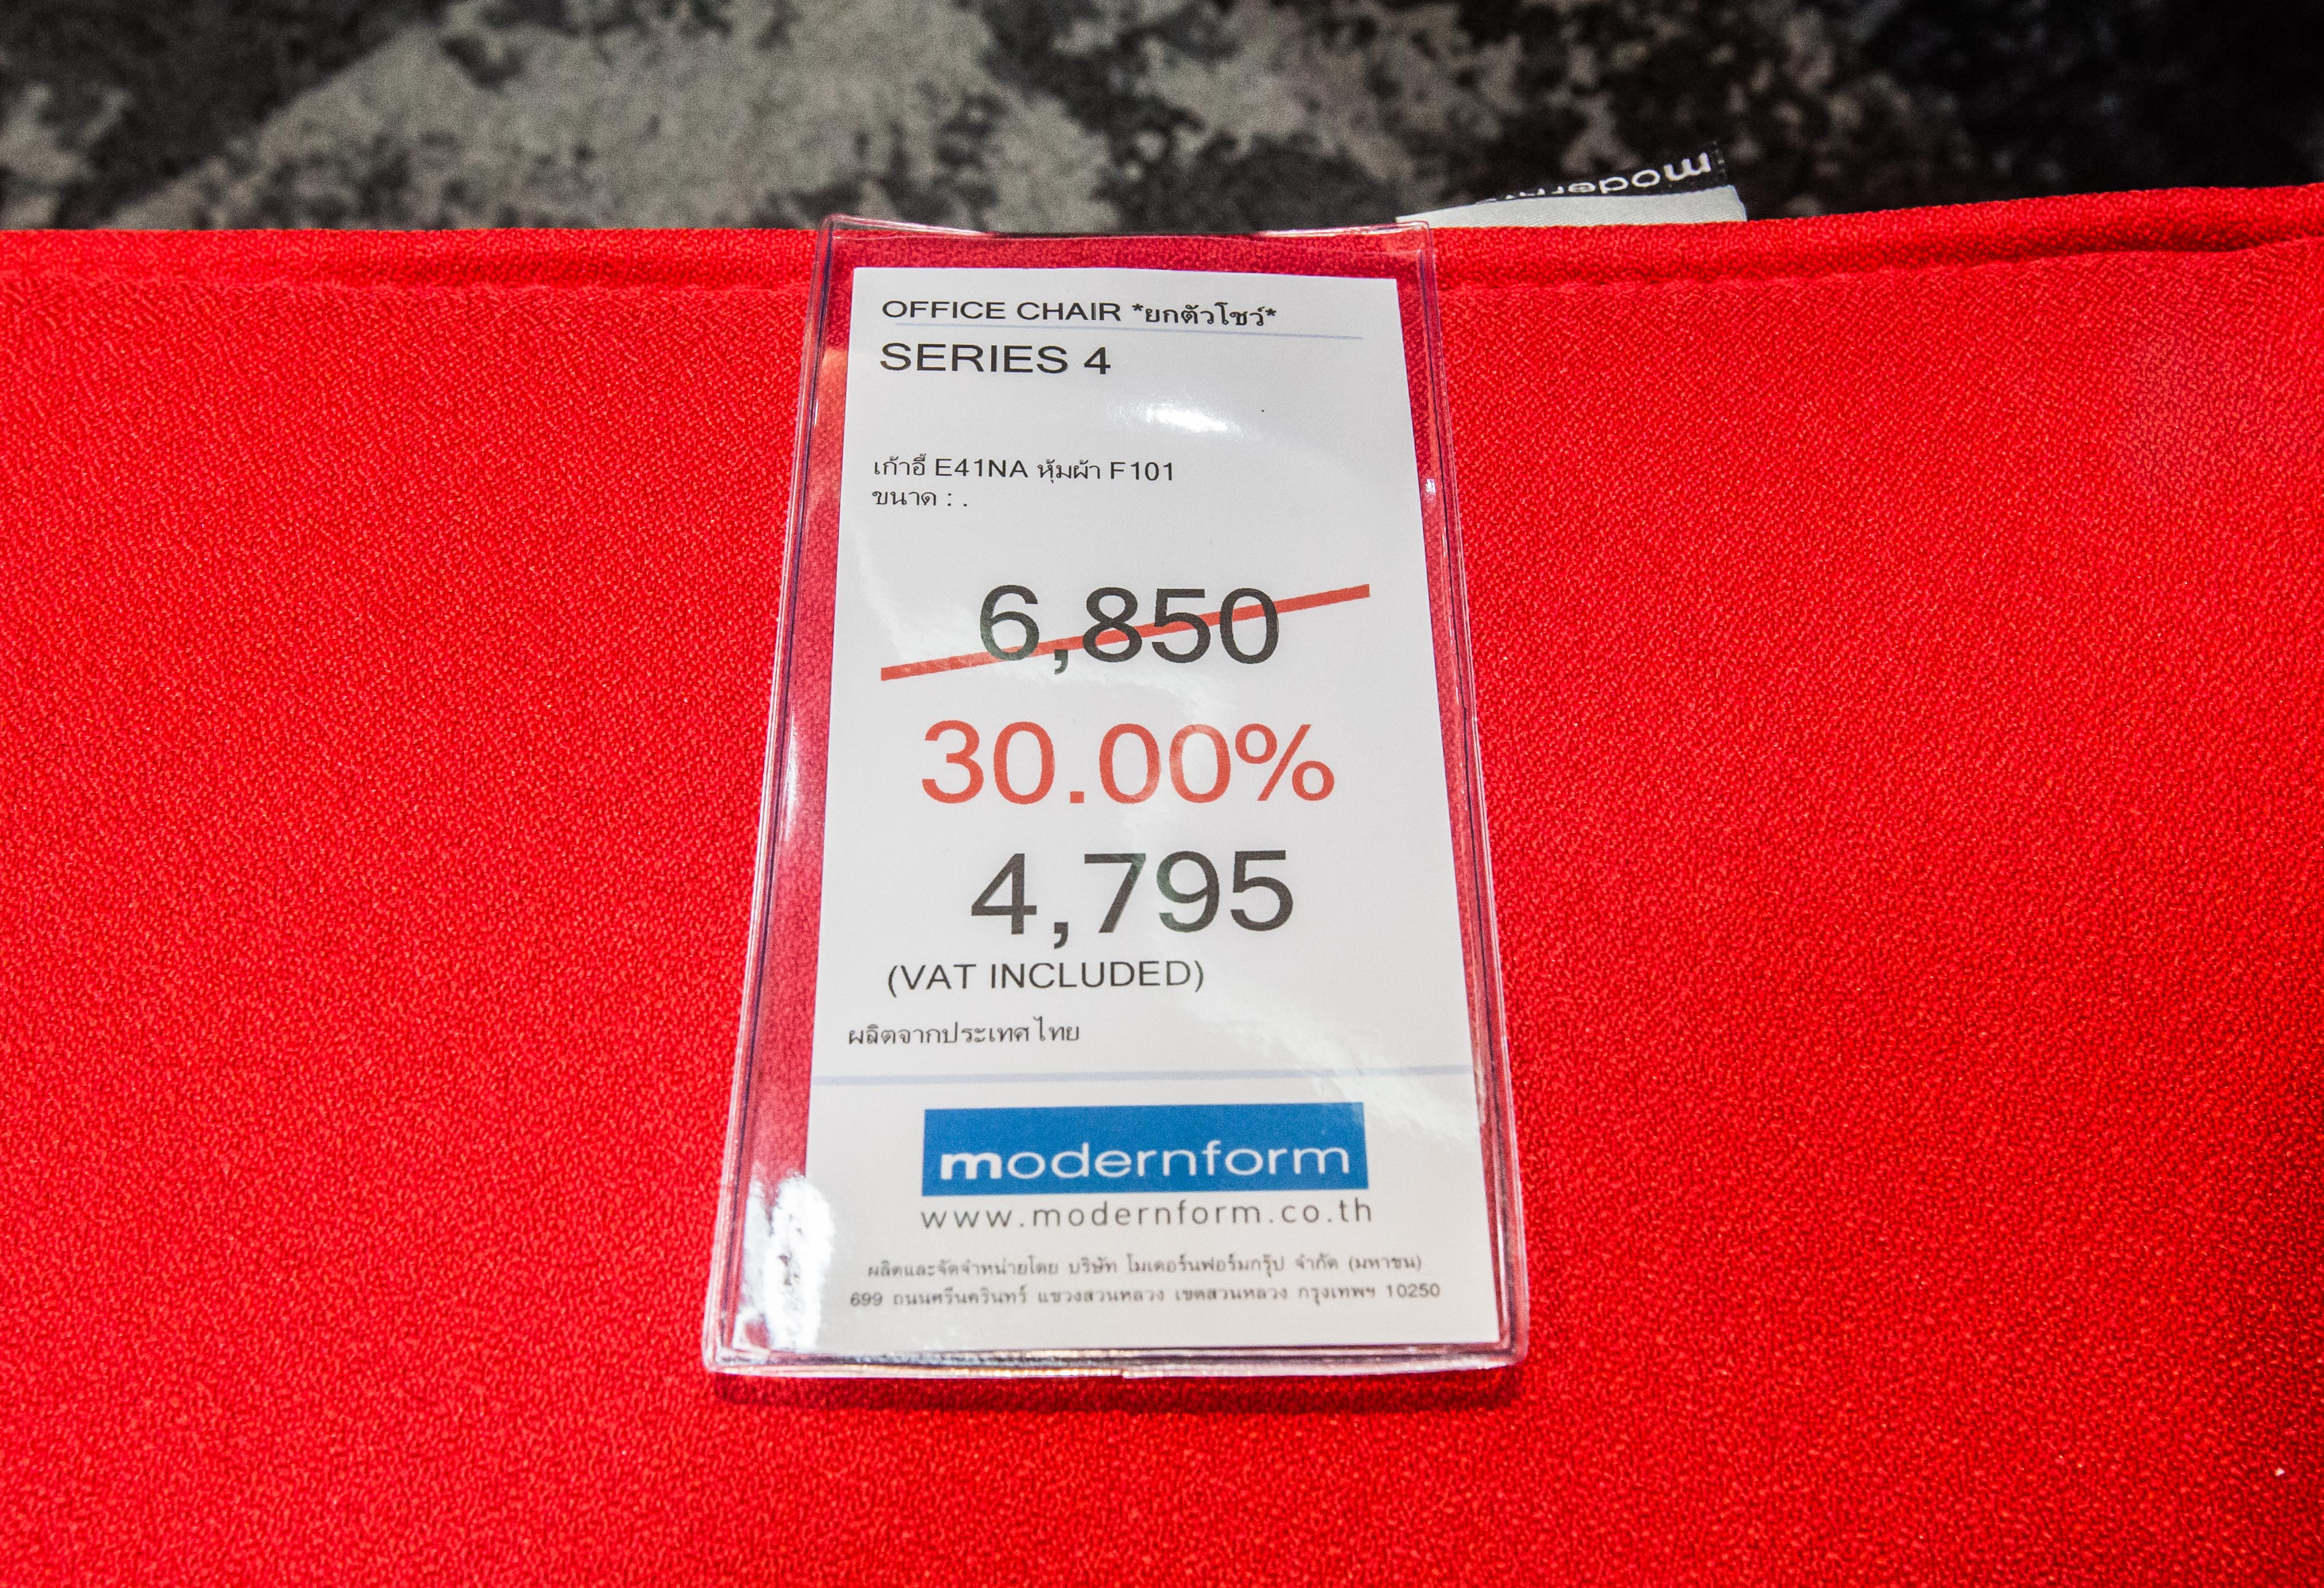 modern
OFFICE CHAIR *ยกตัวโชว์*
SERIES 4
เก้าอี้ E41NA หุ้มผ้า F101
ขนาด : .
6,850
30.00%
4,795
(VAT INCLUDED)
ผลิตจากประเทศไทย
modernform
www.modernform.co.th
ผลิตและจัดจำหน่ายโดย บริษัท โมเดอร์นฟอร์มกรุ๊ป จำกัด (มหาชน)
699 ถนนศรีนครินทร์ แขวงสวนหลวง เขตสวนหลวง กรุงเทพฯ 10250